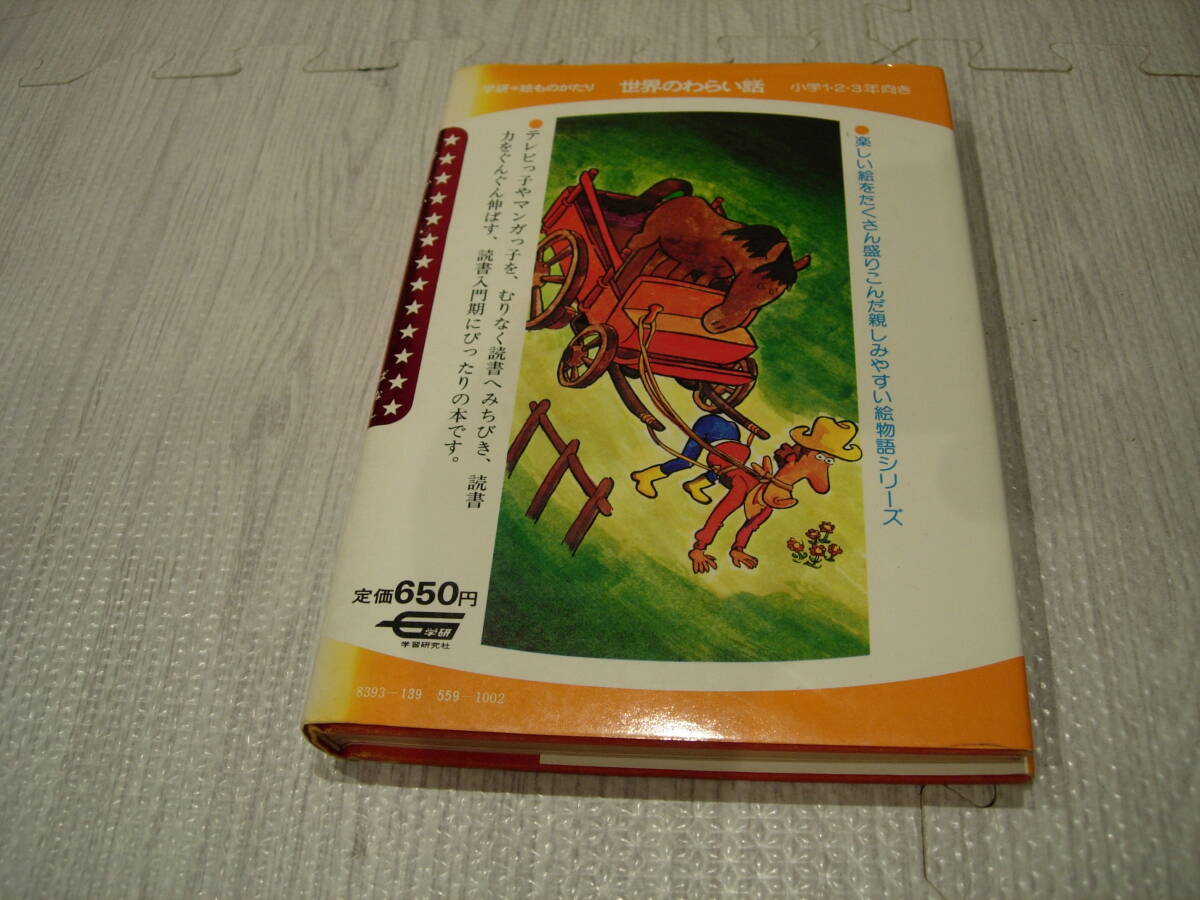 学研・絵ものがたり 世界のわらい話 小学1・2・3年向き
●楽しい絵をたくさん盛りこんだ親しみやすい絵物語シリーズ
●テレビっ子やマンガっ子を、むりなく読書へみちびき、読書
力をぐんぐん伸ばす、読書入門期にぴったりの本です。
定価650円
学研
学習研究社
8393-139 559-1002